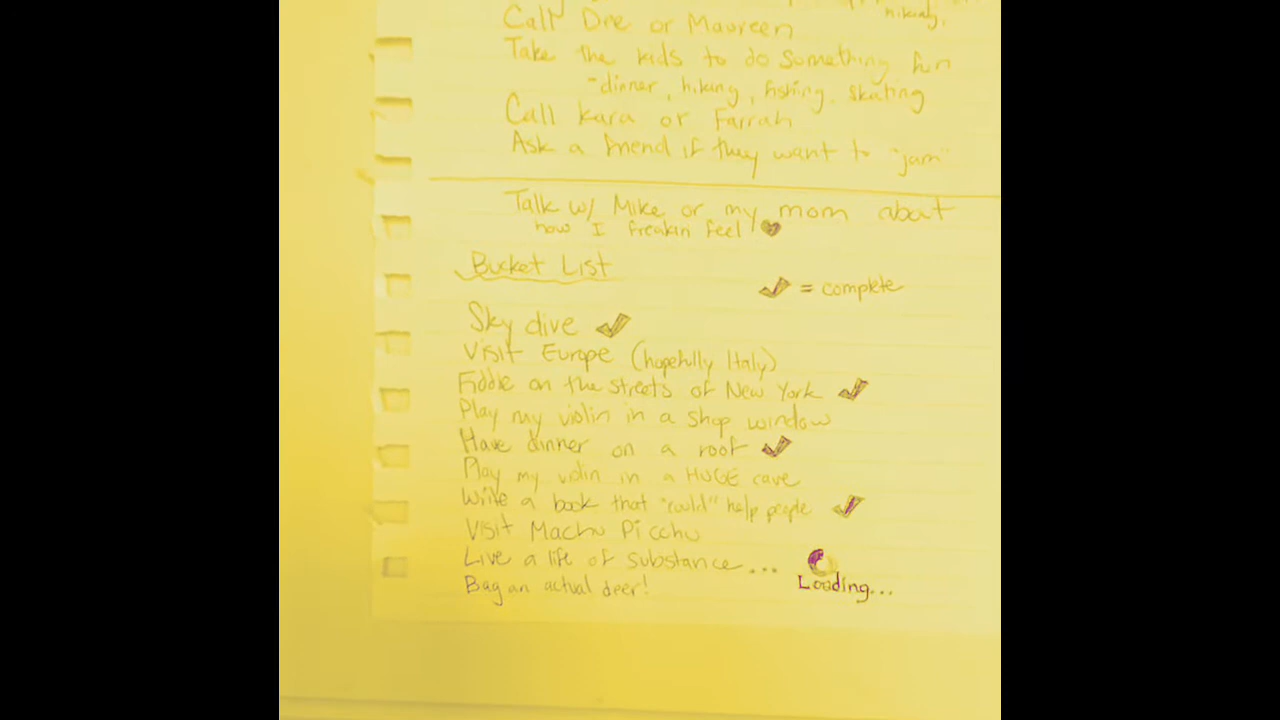 hiking,
Call Dee or Maureen
Take the kids to do something fun
-dinner, hiking, fishing, skating
Call Kara or Farrah
Ask a friend if they want to "jam"
Talk w/ Mike or my mom about
how I freakin feel
Bucket List
= complete
Sky dive
Visit Europe (hopefully Italy)
Fiddle on the streets of New York
Play my violin in a shop window
Have dinner on a roof
Play my violin in a HUGE cave
Write a book that "could" help people
Visit Machu Picchu
Live a life of substance...
Loading...
Bag an actual deer!